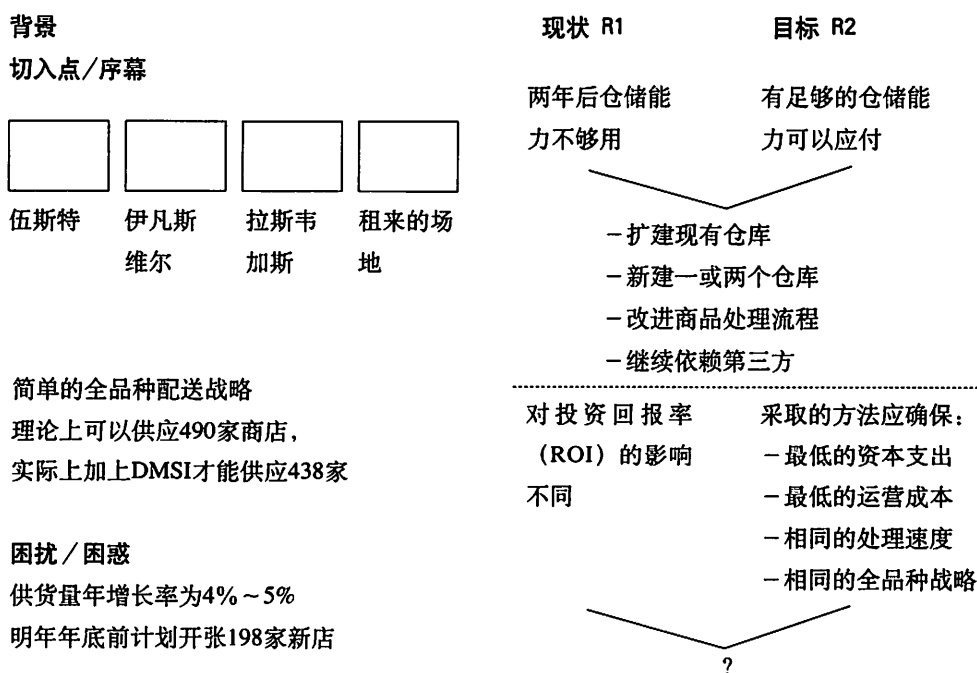 背景
切入点/序幕
伍斯特
伊凡斯
维尔
拉斯韦
加斯
租来的场
地
简单的全品种配送战略
理论上可以供应490家商店，
实际上加上DMSI才能供应438家
困扰/困惑
供货量年增长率为4%~5%
明年年底前计划开张198家新店
现状 R1
目标 R2
两年后仓储能
力不够用
有足够的仓储能
力可以应付
-扩建现有仓库
-新建一或两个仓库
-改进商品处理流程
-继续依赖第三方
对投资回报率
（ROI）的影响
不同
采取的方法应确保：
-最低的资本支出
-最低的运营成本
-相同的处理速度
-相同的全品种战略
?